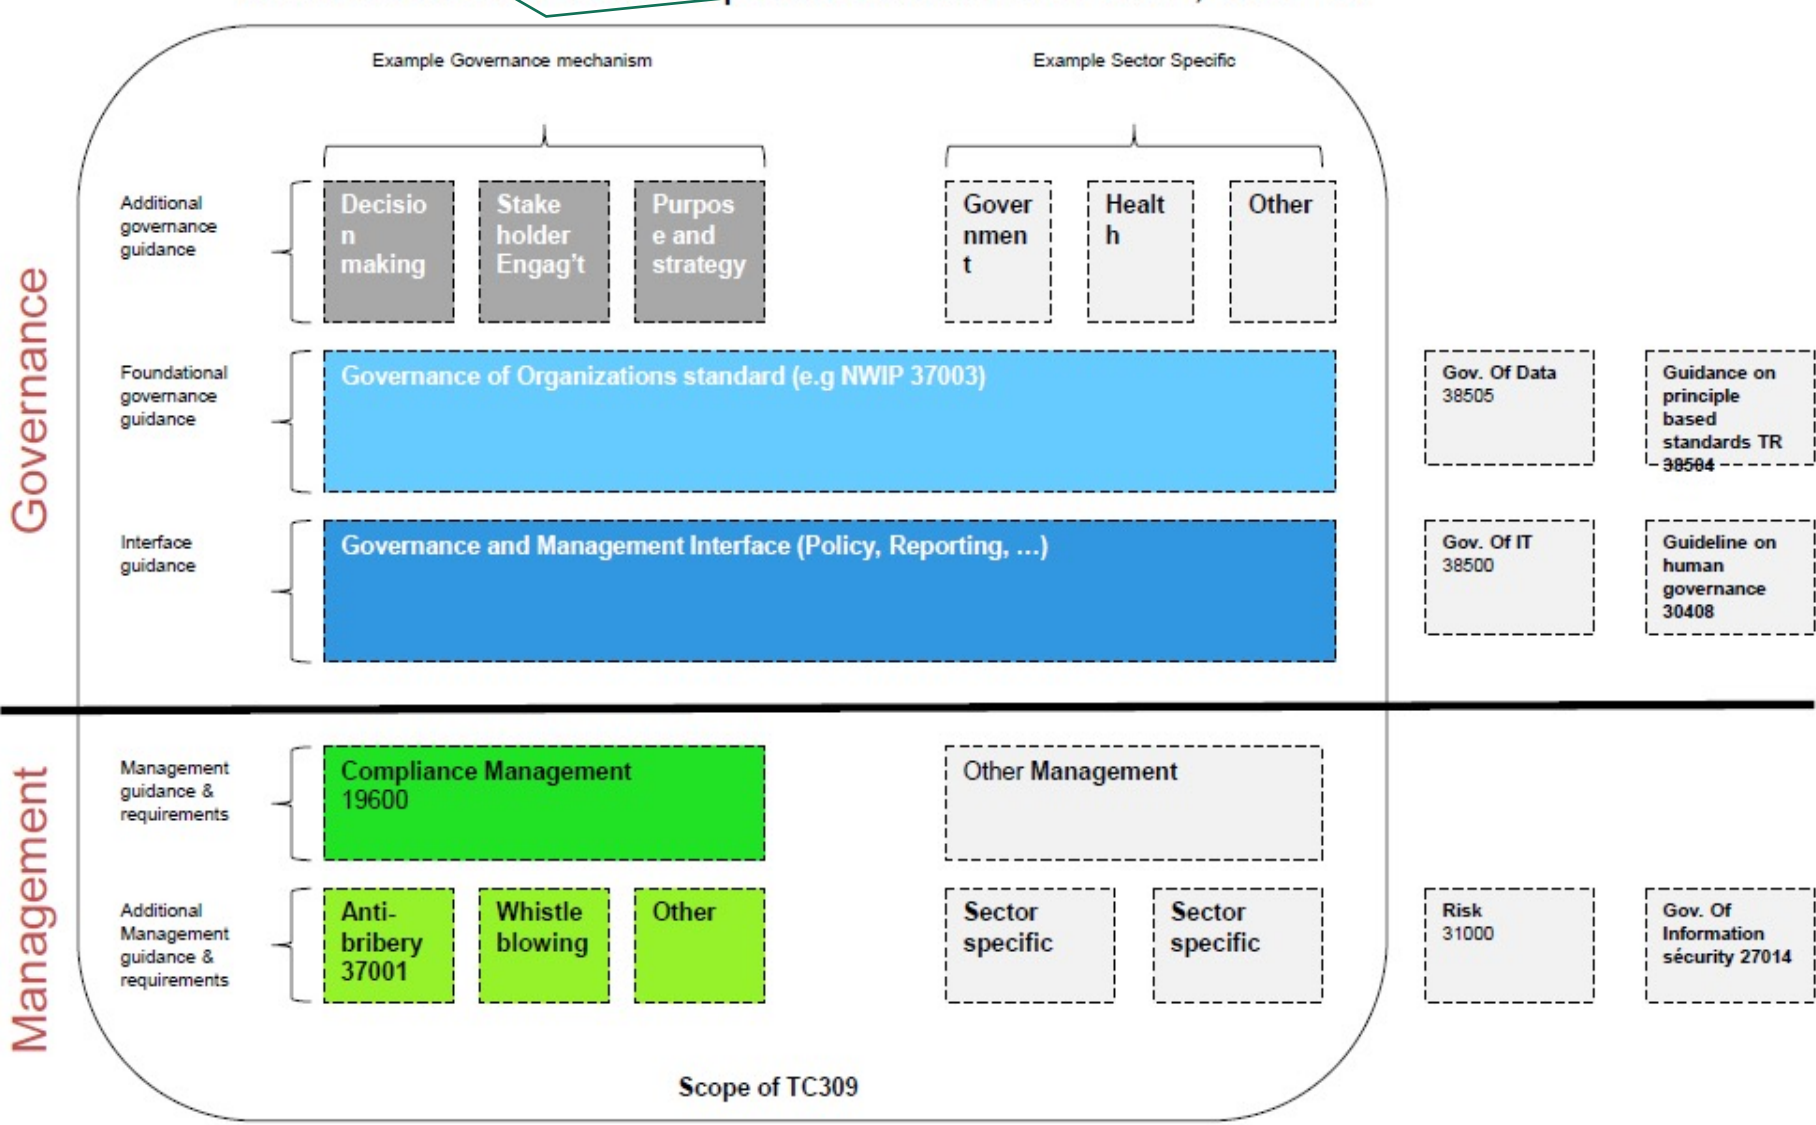 Example Governance mechanism
Example Sector Specific
Additional
governance
guidance
Decisio
n
making
Stake
holder
Engag't
Purpos
e and
strategy
Gover
nmen
t
Healt
h
Other
Governance
Foundational
governance
guidance
Governance of Organizations standard (e.g NWIP 37003)
Gov. Of Data
38505
Guidance on
principle
based
standards TR
38504
Interface
guidance
Governance and Management Interface (Policy, Reporting, ...)
Gov. Of IT
38500
Guideline on
human
governance
30408
Management
Management
guidance &
requirements
Compliance Management
19600
Other Management
Additional
Management
guidance &
requirements
Anti-
bribery
37001
Whistle
blowing
Other
Sector
specific
Sector
specific
Risk
31000
Gov. Of
Information
sécurity 27014
Scope of TC309